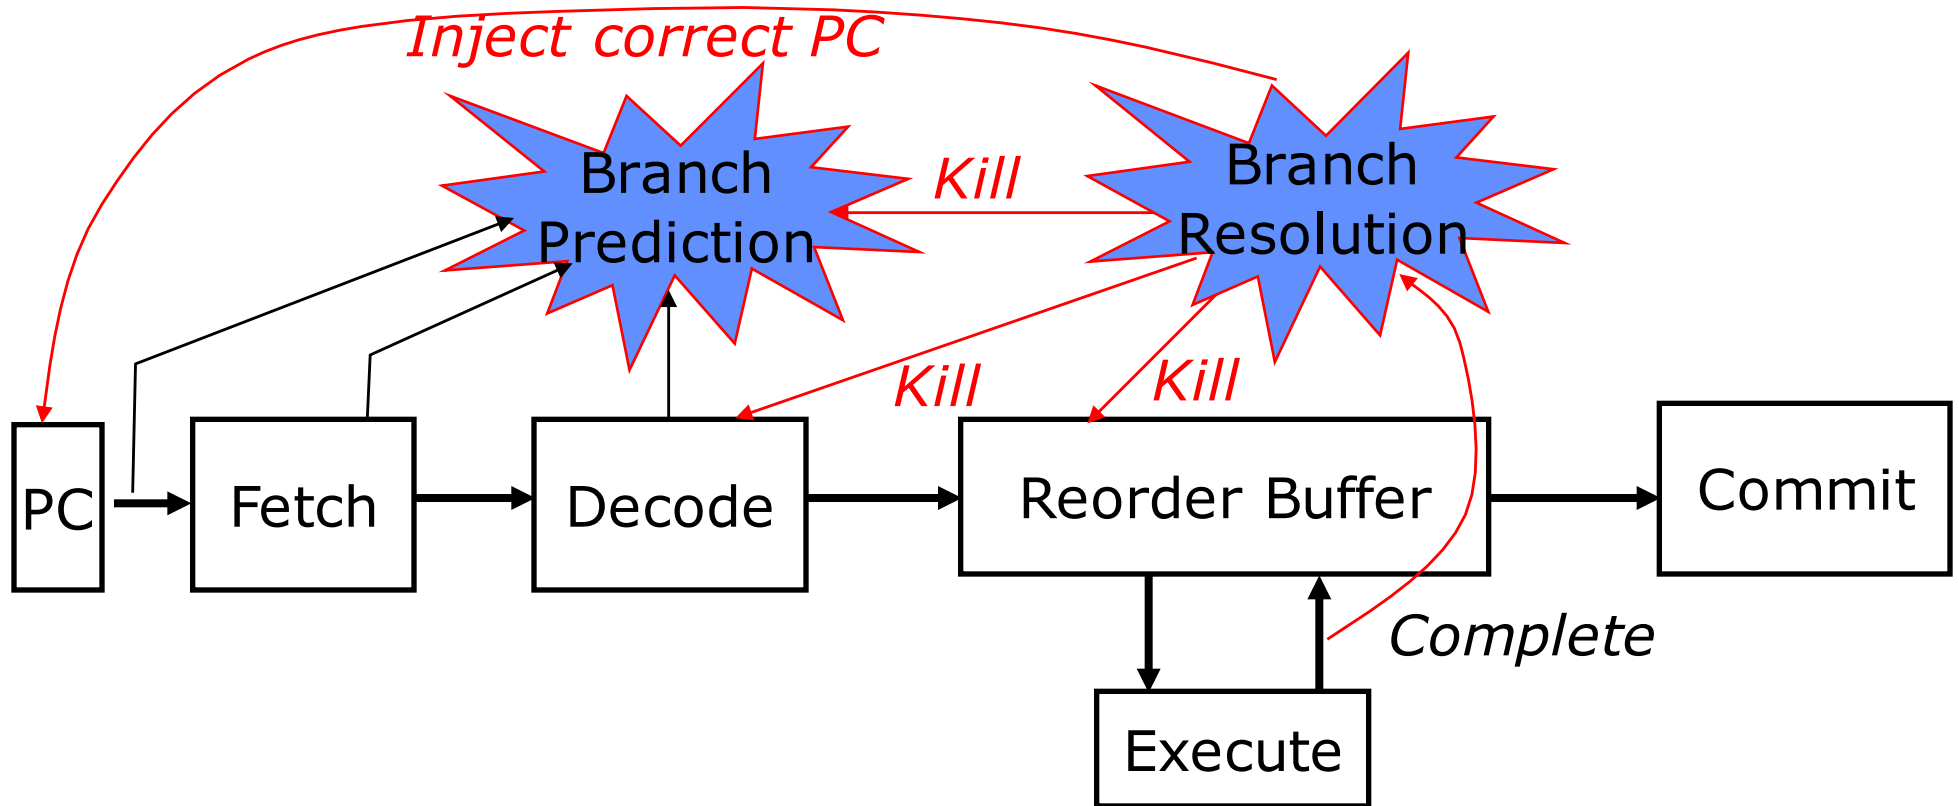 Inject correct PC
Branch
Prediction
Kill
Branch
Resolution
Kill
Kill
PC
Fetch
Decode
Reorder Buffer
Commit
Complete
Execute